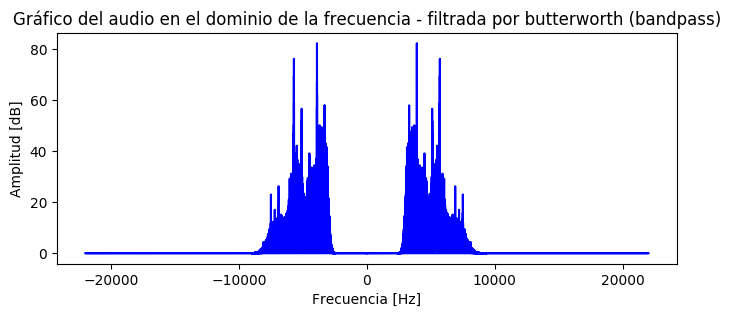 Gráfico del audio en el dominio de la frecuencia - filtrada por butterworth (bandpass)
80
60
40
20
0
Amplitud [dB]
−20000 −10000 0 10000 20000
Frecuencia [Hz]